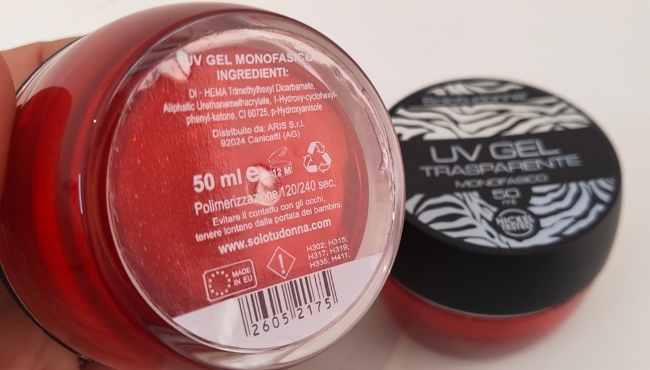 UV GEL MONOFASICO
INGREDIENTI:
DI - HEMA Trimethylhexyl Dicarbamate,
Aliphatic Urethanemethacrylate, 1-Hydroxy-cyclohexyl-
phenyl-ketone, CI 60725, p-Hydroxyanisole
Distribuito da: ARIS S.r.l.
92024 Canicattì (AG)
50 ml e 12 M
Polimerizzazione 120/240 sec.
Evitare il contatto con gli occhi,
tenere lontano dalla portata dei bambini.
www.solotudonna.com
H302; H315;
H317; H319;
H335; H411;
MADE
IN EU
2605 2175
UV GEL
TRASPARENTE
MONOFASICO
50
ml
NICKEL
TESTED